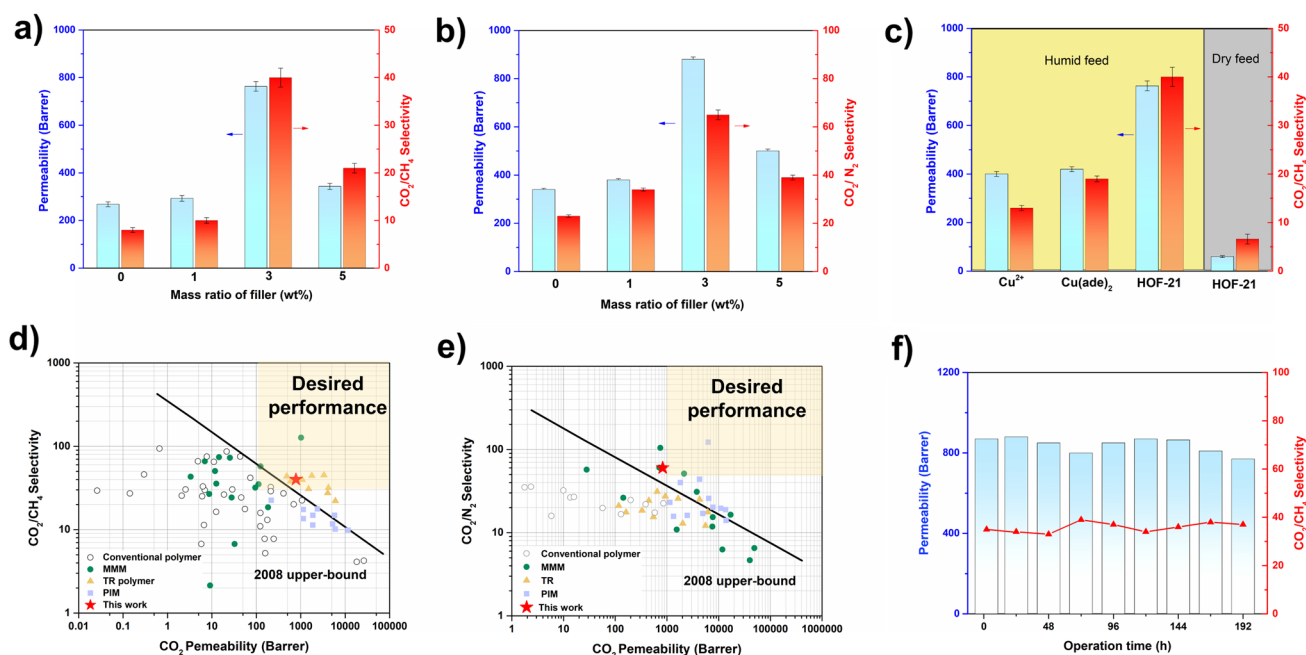 a)
1000
800
600
400
200
0
Permeability (Barrer)
50
40
30
20
10
0
CO2/CH4 Selectivity
0 1 3 5
Mass ratio of filler (wt%)
b)
1000
800
600
400
200
0
Permeability (Barrer)
100
80
60
40
20
0
CO2/ N2 Selectivity
0 1 3 5
Mass ratio of filler (wt%)
c)
1000
800
600
400
200
0
Permeability (Barrer)
Humid feed
Dry feed
50
40
30
20
10
0
CO2/CH4 Selectivity
Cu2+ Cu(ade)2 HOF-21 HOF-21
d)
1000
100
10
1
CO2/CH4 Selectivity
Desired
performance
Conventional polymer
MMM
TR polymer
PIM
This work
2008 upper-bound
0.01 0.1 1 10 100 1000 10000 100000
CO2 Pemeability (Barrer)
e)
1000
100
10
1
CO2/N2 Selectivity
Desired
performance
Conventional polymer
MMM
TR
PIM
This work
2008 upper-bound
1 10 100 1000 10000 100000
CO2 Pemeability (Barrer)
f)
1200
800
400
0
Permeability (Barrer)
100
80
60
40
20
0
CO2/CH4 Selectivity
0 48 96 144 192
Operation time (h)